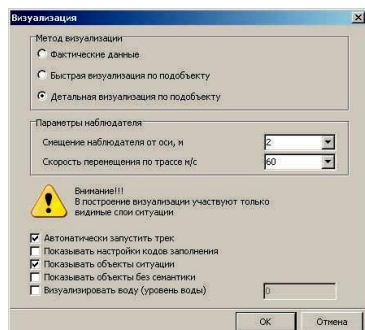 Визуализация
Метод визуализации
Фактические данные
Быстрая визуализация по подобъекту
Детальная визуализация по подобъекту
Параметры наблюдателя
Смещение наблюдателя от оси, м 2
Скорость перемещения по трассе м/с 60
Внимание!!!
В построение визуализации участвуют только
видимые слои ситуации
Автоматически запустить трек
Показывать настройки кодов заполнения
Показывать объекты ситуации
Показывать объекты без семантики
Визуализировать воду (уровень воды) 0
OK Отмена